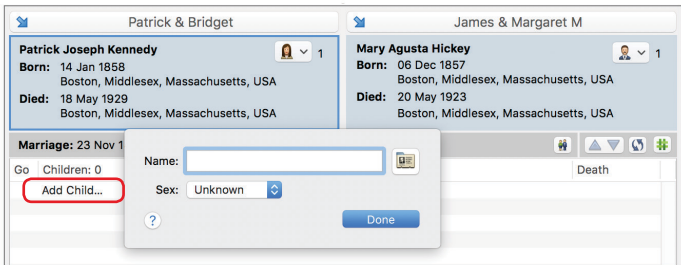 Patrick & Bridget
James & Margaret M
Patrick Joseph Kennedy
1
Born: 14 Jan 1858
Boston, Middlesex, Massachusetts, USA
Died: 18 May 1929
Boston, Middlesex, Massachusetts, USA
Mary Agusta Hickey
1
Born: 06 Dec 1857
Boston, Middlesex, Massachusetts, USA
Died: 20 May 1923
Boston, Middlesex, Massachusetts, USA
Marriage: 23 Nov 1
Go Children: 0
Death
Add Child...
Name:
Sex: Unknown
?
Done